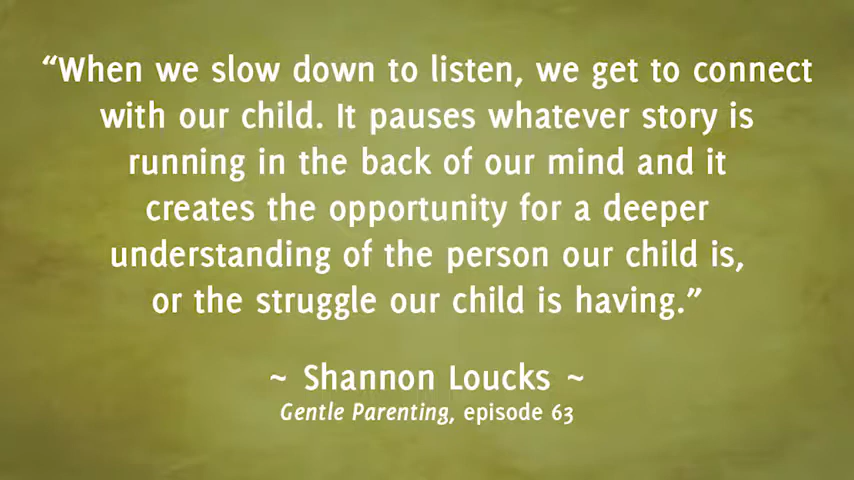 “When we slow down to listen, we get to connect
with our child. It pauses whatever story is
running in the back of our mind and it
creates the opportunity for a deeper
understanding of the person our child is,
or the struggle our child is having.”
~ Shannon Loucks ~
Gentle Parenting, episode 63